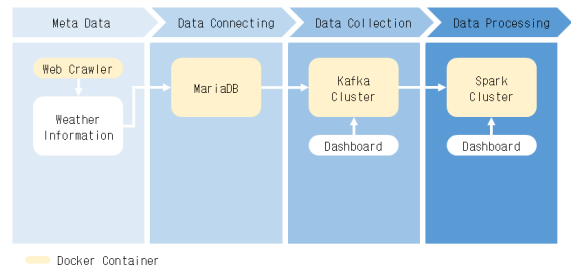 Meta Data
Data Connecting
Data Collection
Data Processing
Web Crawler
Weather
Information
MariaDB
Kafka
Cluster
Dashboard
Spark
Cluster
Dashboard
Docker Container